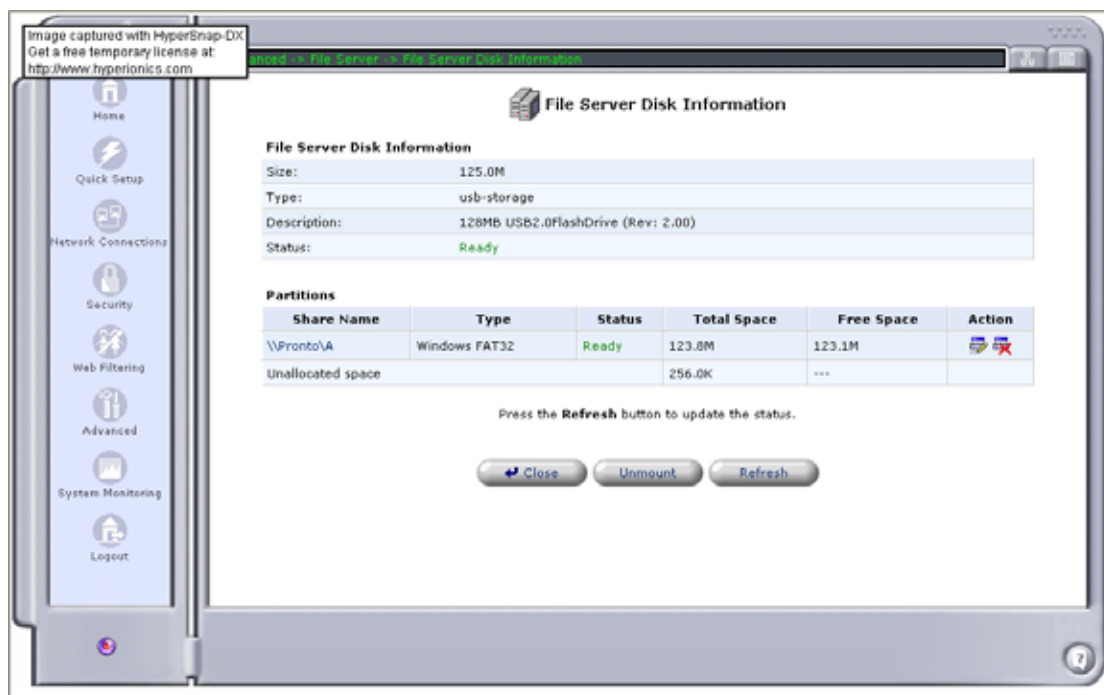 Image captured with HyperSnap-DX
Get a free temporary license at:
http://www.hyperionics.com
anced -> File Server -> File Server Disk Information
Home
Quick Setup
Network Connections
Security
Web Filtering
Advanced
System Monitoring
Logout
File Server Disk Information
File Server Disk Information
Size: 125.0M
Type: usb-storage
Description: 128MB USB2.0FlashDrive (Rev: 2.00)
Status: Ready
Partitions
Share Name Type Status Total Space Free Space Action
\\Pronto\A Windows FAT32 Ready 123.8M 123.1M
Unallocated space 256.0K ---
Press the Refresh button to update the status.
Close Unmount Refresh
?